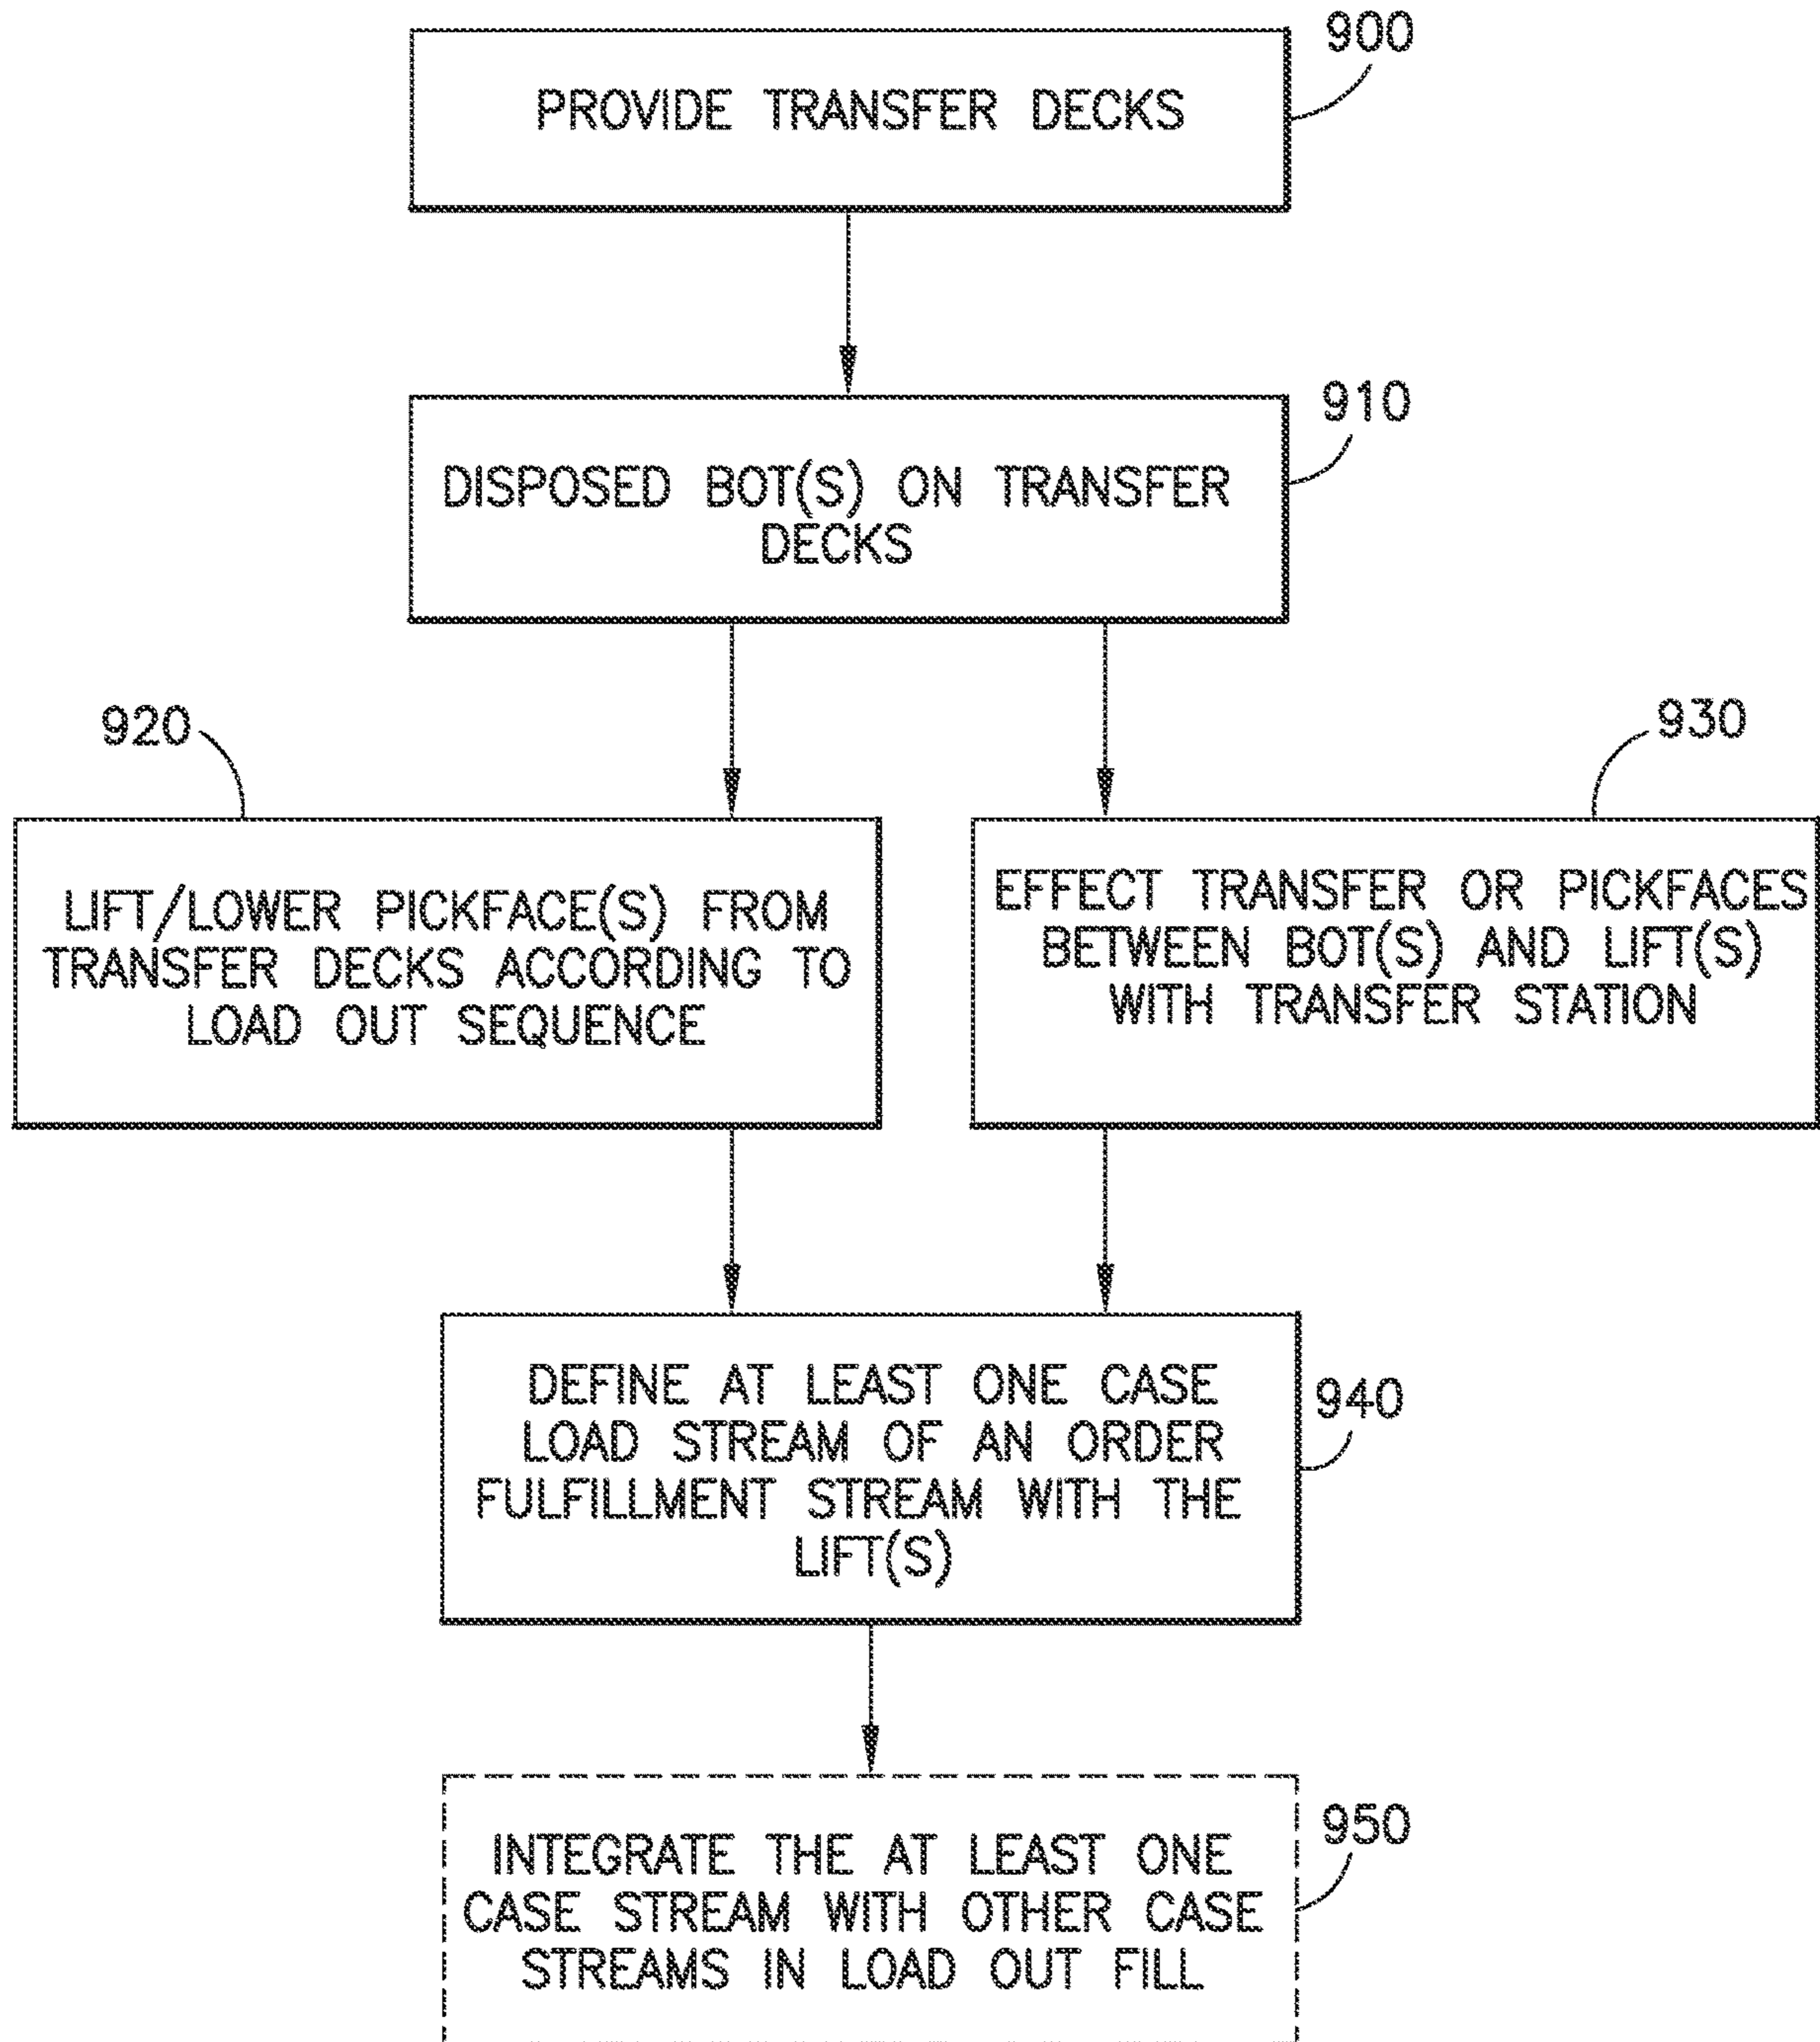 900
PROVIDE TRANSFER DECKS
910
DISPOSED BOT(S) ON TRANSFER
DECKS
920
930
LIFT/LOWER PICKFACE(S) FROM
TRANSFER DECKS ACCORDING TO
LOAD OUT SEQUENCE
EFFECT TRANSFER OR PICKFACES
BETWEEN BOT(S) AND LIFT(S)
WITH TRANSFER STATION
DEFINE AT LEAST ONE CASE
LOAD STREAM OF AN ORDER
FULFILLMENT STREAM WITH THE
LIFT(S)
940
INTEGRATE THE AT LEAST ONE
CASE STREAM WITH OTHER CASE
STREAMS IN LOAD OUT FILL
950